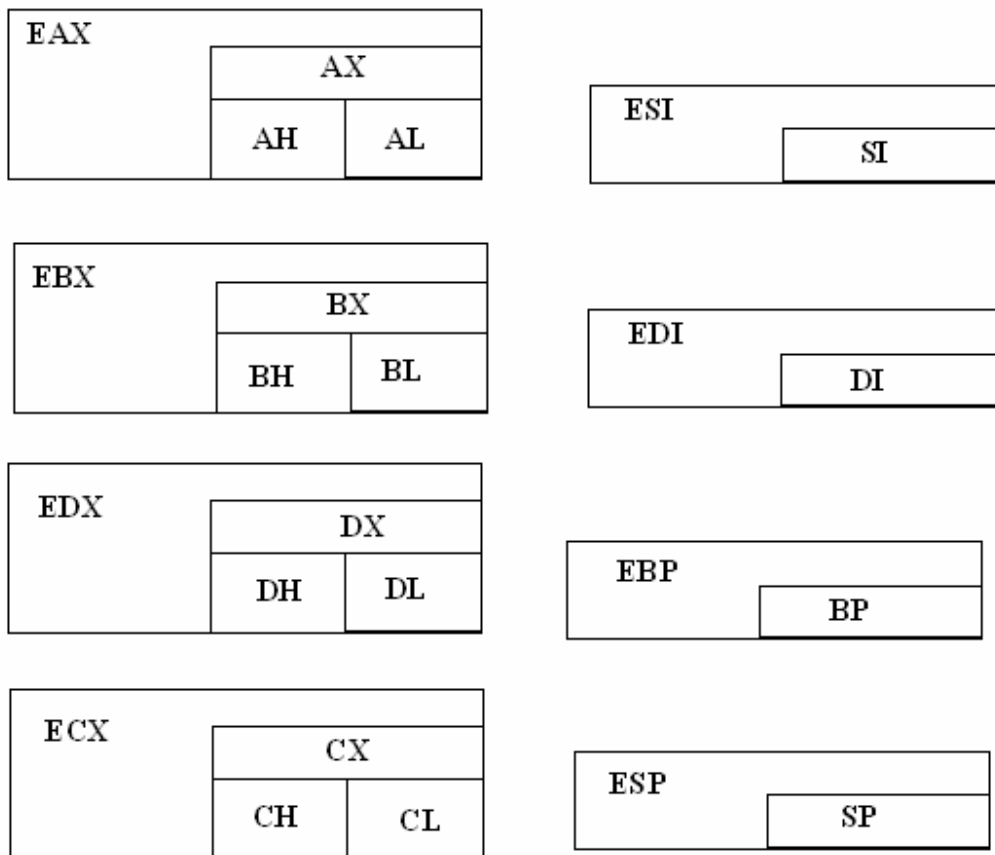 EAX
AX
AH AL
EBX
BX
BH BL
EDX
DX
DH DL
ECX
CX
CH CL
ESI
SI
EDI
DI
EBP
BP
ESP
SP